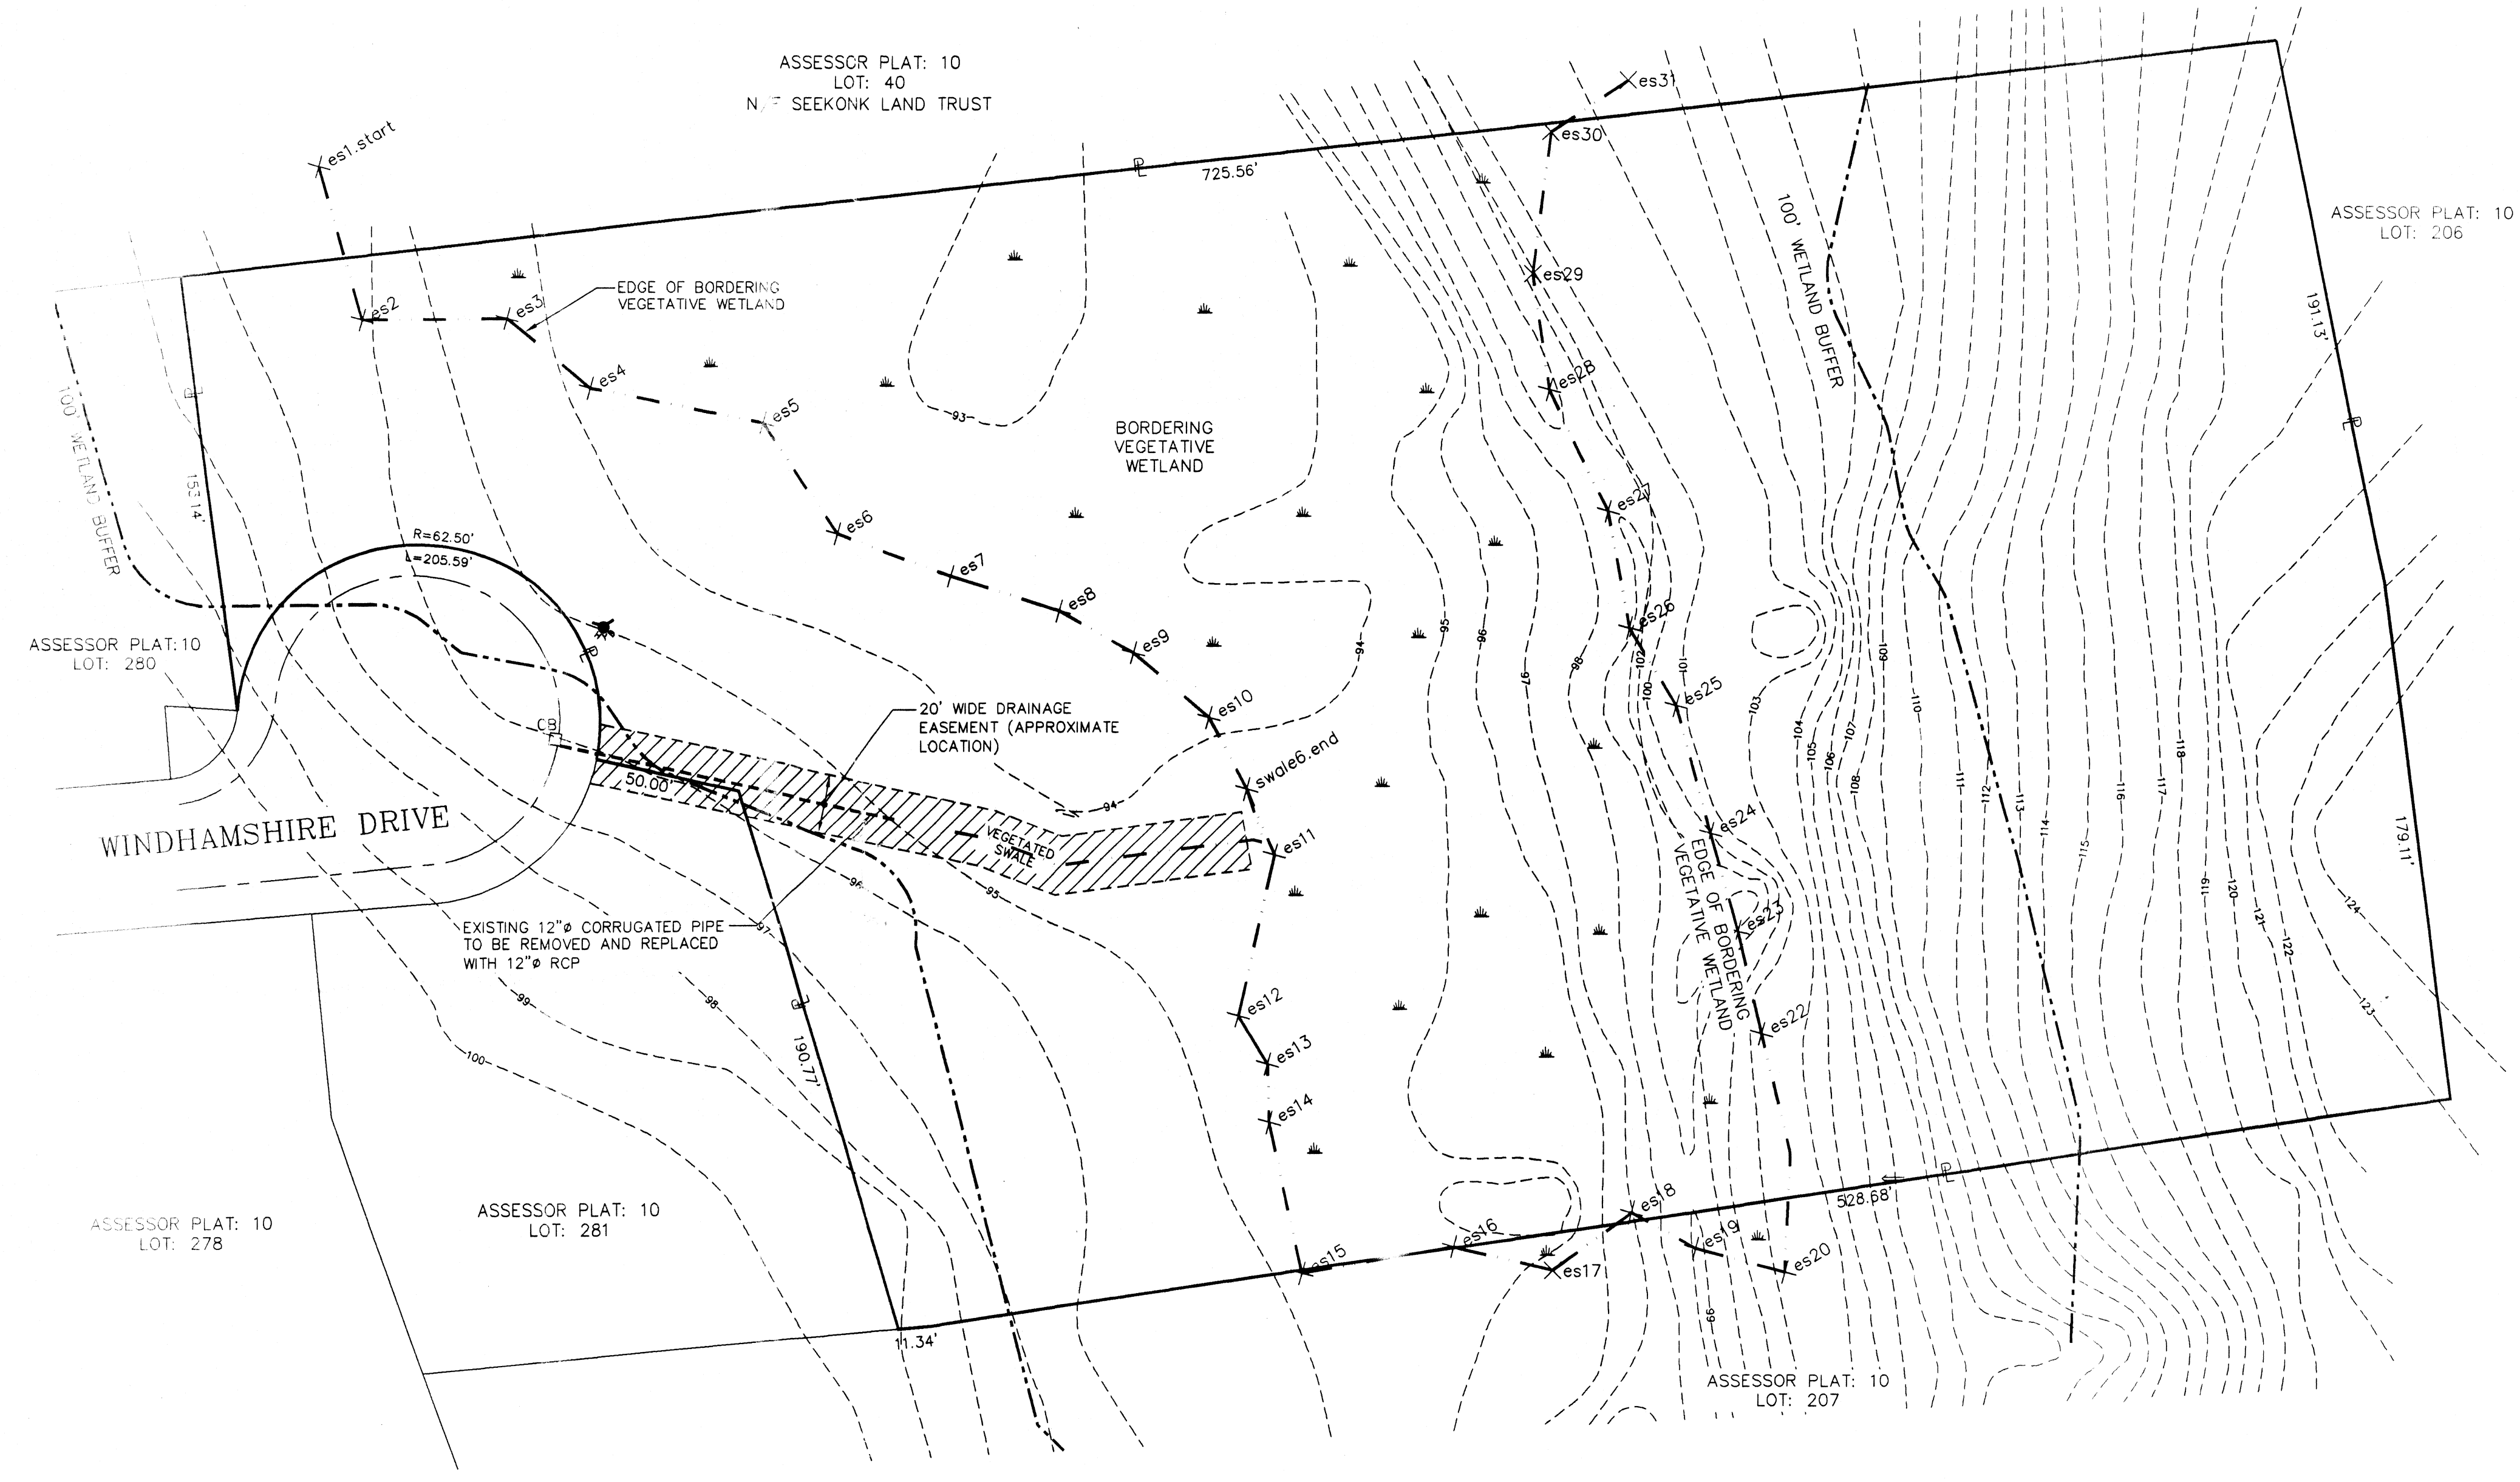 ASSESSOR PLAT: 10
LOT: 40
N/F SEEKONK LAND TRUST
es1.start
725.56'
es31
es30
ASSESSOR PLAT: 10
LOT: 206
100' WETLAND BUFFER
191.13'
es2
es3
EDGE OF BORDERING
VEGETATIVE WETLAND
es29
es4
es5
-93-
es28
BORDERING
VEGETATIVE
WETLAND
100' WETLAND BUFFER
153.14'
es6
es27
R=62.50'
L=205.59'
es7
es8
es9
es26
ASSESSOR PLAT:10
LOT: 280
es10
20' WIDE DRAINAGE
EASEMENT (APPROXIMATE
LOCATION)
es25
CB
swale6.end
50.00'
WINDHAMSHIRE DRIVE
VEGETATED
SWALE
es11
es24
EDGE OF BORDERING
VEGETATIVE WETLAND
es23
179.11'
-94-
-94-
-95-
-96-
-97-
-98-
-102-
-100-
-101-
-103-
-104-
-105-
-106-
-107-
-108-
-109-
-110-
-111-
-112-
-113-
-114-
-115-
-116-
-117-
-118-
-119-
-120-
-121-
-122-
-124-
-123-
-96-
-95-
EXISTING 12"ø CORRUGATED PIPE
TO BE REMOVED AND REPLACED
WITH 12"ø RCP
-97-
-99-
-98-
-100-
es12
es13
es14
es22
190.77'
es15
es16
es17
es18
es19
es20
528.68'
-99-
ASSESSOR PLAT: 10
LOT: 278
ASSESSOR PLAT: 10
LOT: 281
11.34'
ASSESSOR PLAT: 10
LOT: 207